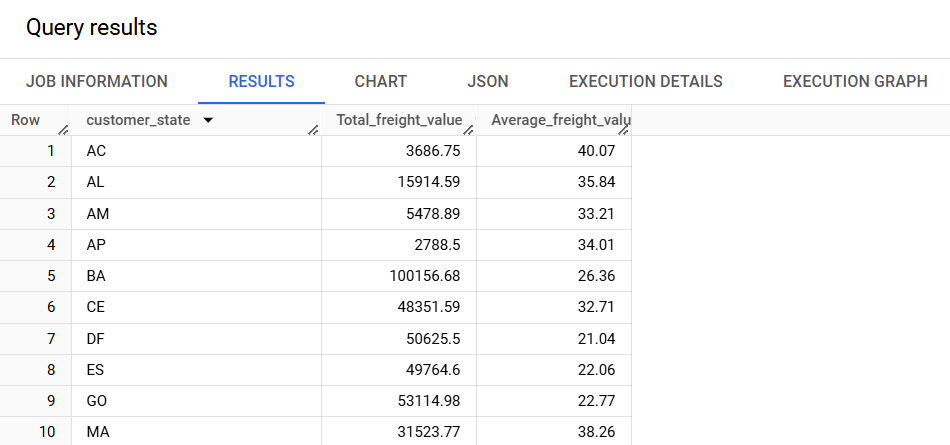 Query results
JOB INFORMATION RESULTS CHART JSON EXECUTION DETAILS EXECUTION GRAPH
Row customer_state Total_freight_value Average_freight_valu
1 AC 3686.75 40.07
2 AL 15914.59 35.84
3 AM 5478.89 33.21
4 AP 2788.5 34.01
5 BA 100156.68 26.36
6 CE 48351.59 32.71
7 DF 50625.5 21.04
8 ES 49764.6 22.06
9 GO 53114.98 22.77
10 MA 31523.77 38.26